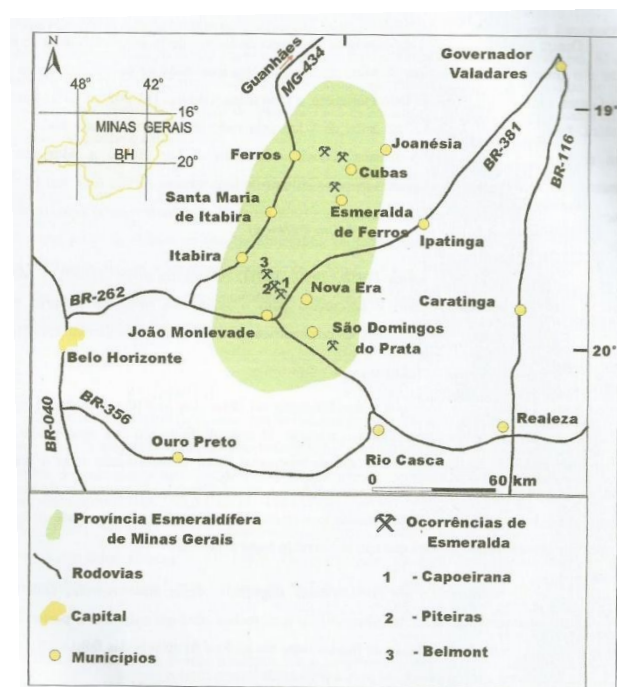 N
48°
42°
16°
MINAS GERAIS
BH
20°
Guanhães
MG-434
Governador
Valadares
19°
Joanésia
Ferros
Cubas
BR-381
BR-116
Santa Maria
de Itabira
Esmeralda
de Ferros
Ipatinga
Itabira
3
2
1
Nova Era
BR-262
Caratinga
João Monlevade
São Domingos
do Prata
Belo Horizonte
20°
BR-356
BR-040
Ouro Preto
Realeza
Rio Casca
0
60 km
Província Esmeraldífera
de Minas Gerais
Rodovias
Capital
Municípios
Ocorrências de
Esmeralda
1 - Capoeirana
2 - Piteiras
3 - Belmont